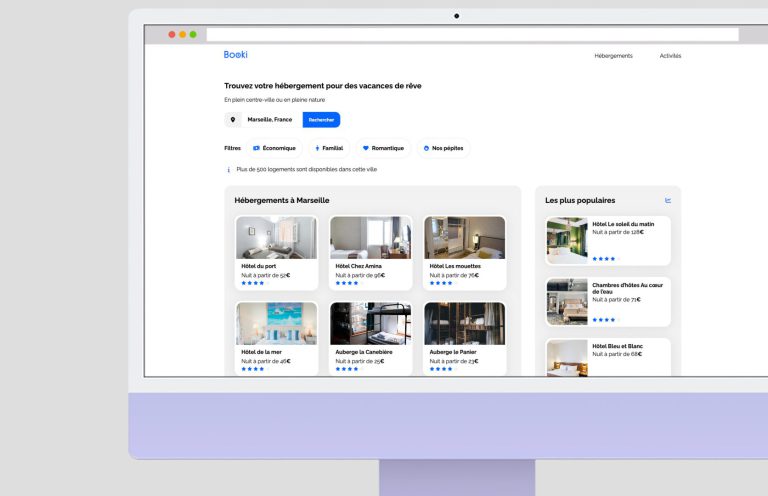 Booki
Hébergements
Activités
Trouvez votre hébergement pour des vacances de rêve
En plein centre-ville ou en pleine nature
Marseille, France
Rechercher
Filtres
Économique
Familial
Romantique
Nos pépites
Plus de 500 logements sont disponibles dans cette ville
Hébergements à Marseille
Hôtel du port
Nuit à partir de 52€
Hôtel Chez Amina
Nuit à partir de 96€
Hôtel Les mouettes
Nuit à partir de 76€
Hôtel de la mer
Nuit à partir de 46€
Auberge la Canebière
Nuit à partir de 25€
Auberge le Panier
Nuit à partir de 23€
Les plus populaires
Hôtel Le soleil du matin
Nuit à partir de 128€
Chambres d'hôtes Au cœur
de l'eau
Nuit à partir de 71€
Hôtel Bleu et Blanc
Nuit à partir de 68€